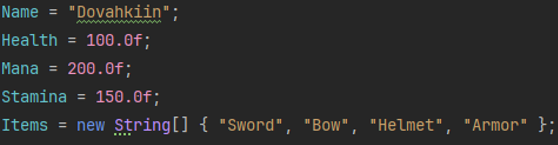 Name = "Dovahkiin";
Health = 100.0f;
Mana = 200.0f;
Stamina = 150.0f;
Items = new String[] { "Sword", "Bow", "Helmet", "Armor" };